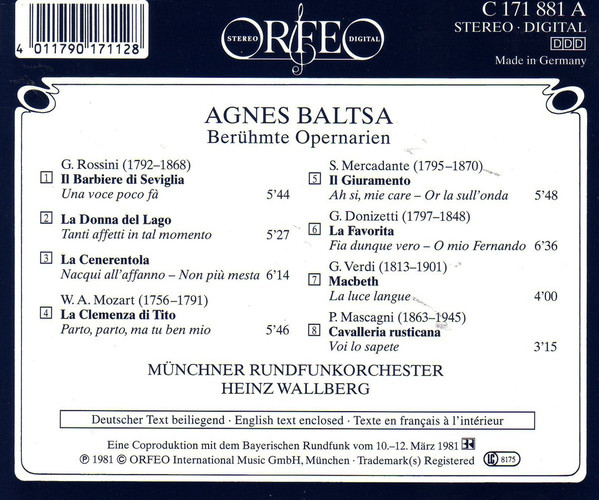 4 011790 171128
STEREO ORFEO DIGITAL
C 171 881 A
STEREO · DIGITAL
DDD
Made in Germany
AGNES BALTSA
Berühmte Opernarien
G. Rossini (1792–1868)
1 Il Barbiere di Seviglia
Una voce poco fà 5'44
2 La Donna del Lago
Tanti affetti in tal momento 5'27
3 La Cenerentola
Nacqui all'affanno – Non più mesta 6'14
W. A. Mozart (1756–1791)
4 La Clemenza di Tito
Parto, parto, ma tu ben mio 5'46
S. Mercadante (1795–1870)
5 Il Giuramento
Ah si, mie care – Or la sull'onda 5'48
G. Donizetti (1797–1848)
6 La Favorita
Fia dunque vero – O mio Fernando 6'36
G. Verdi (1813–1901)
7 Macbeth
La luce langue 4'00
P. Mascagni (1863–1945)
8 Cavalleria rusticana
Voi lo sapete 3'15
MÜNCHNER RUNDFUNKORCHESTER
HEINZ WALLBERG
Deutscher Text beiliegend · English text enclosed · Texte en français à l'intérieur
Eine Coproduktion mit dem Bayerischen Rundfunk vom 10.–12. März 1981 BR
Ⓟ 1981 © ORFEO International Music GmbH, München · Trademark(s) Registered LC 8175